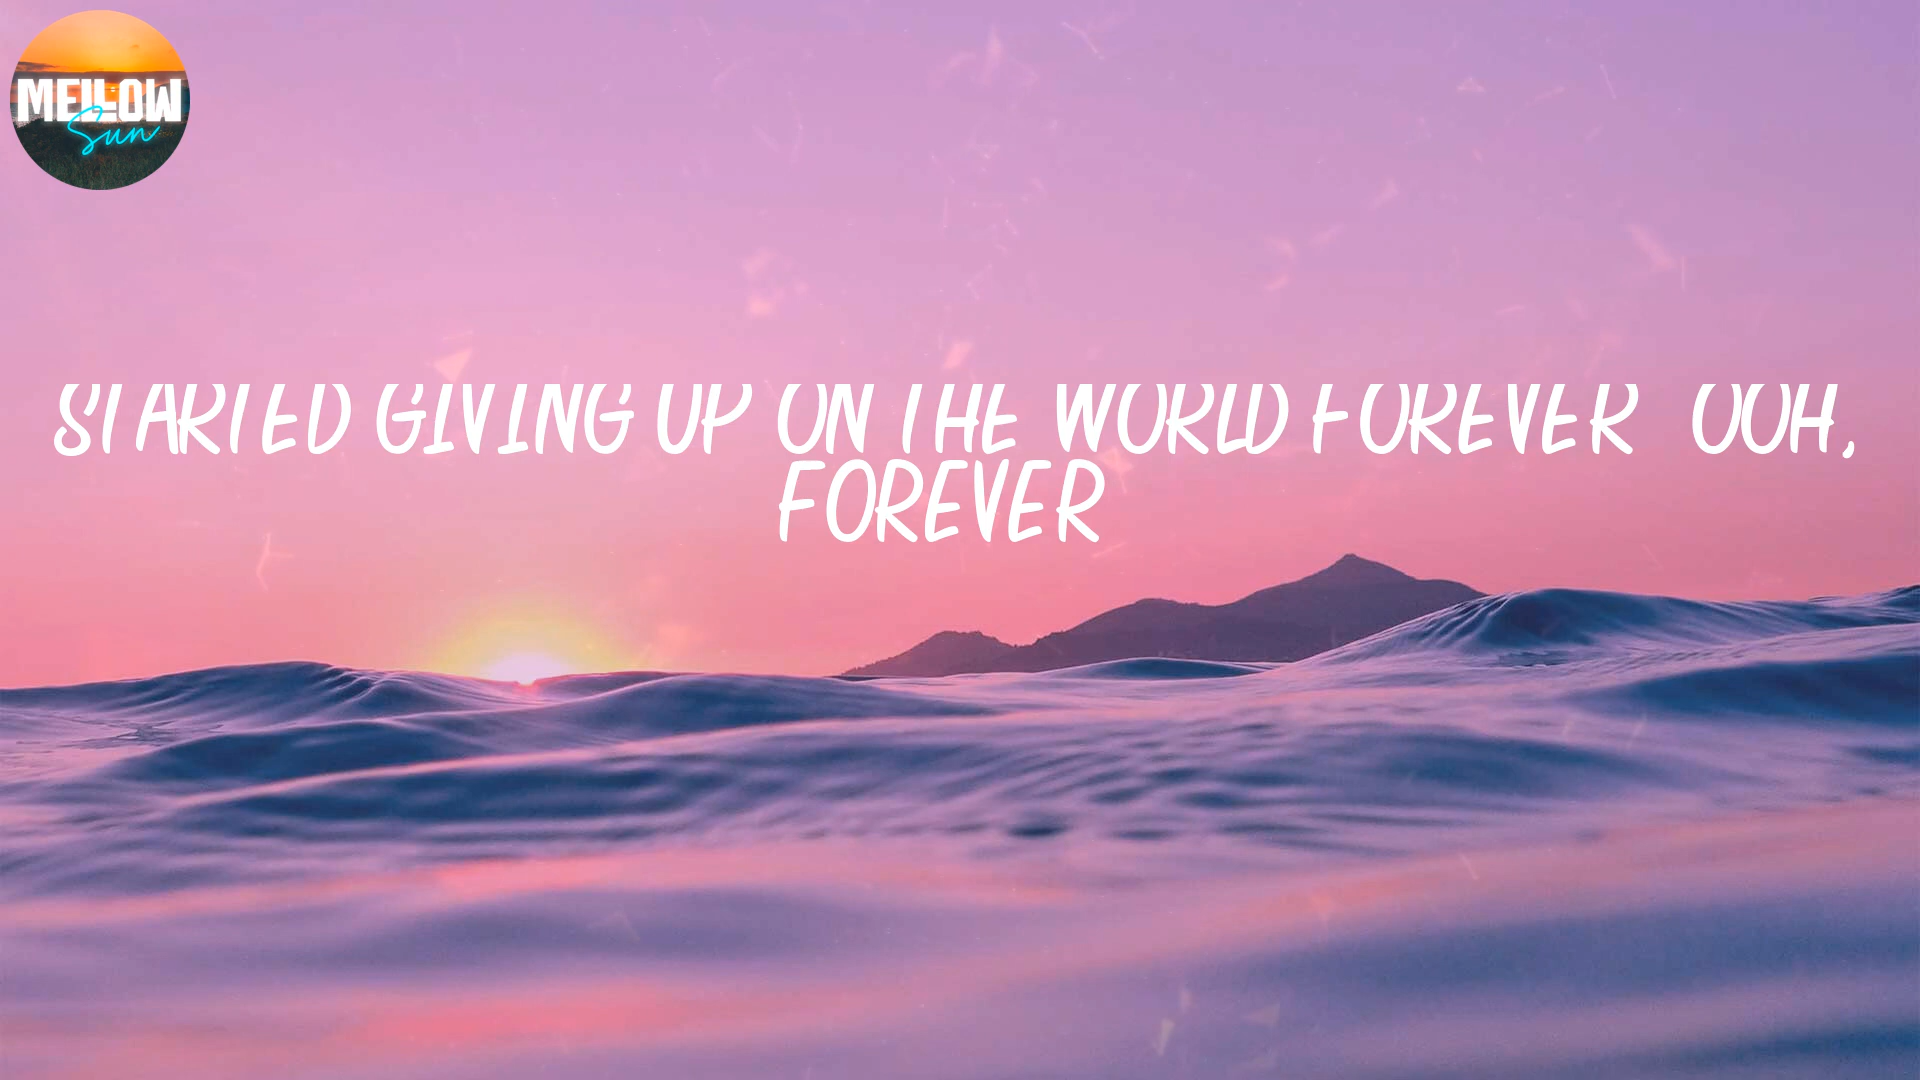 MELLOW
Sun
STARTED GIVING UP ON THE WORLD FOREVER OOH,
FOREVER